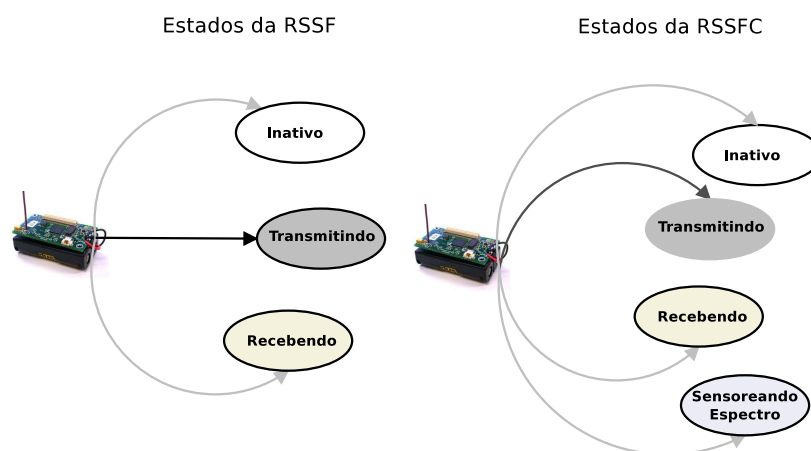 Estados da RSSF
Inativo
Transmitindo
Recebendo
Estados da RSSFC
Inativo
Transmitindo
Recebendo
Sensoreando
Espectro